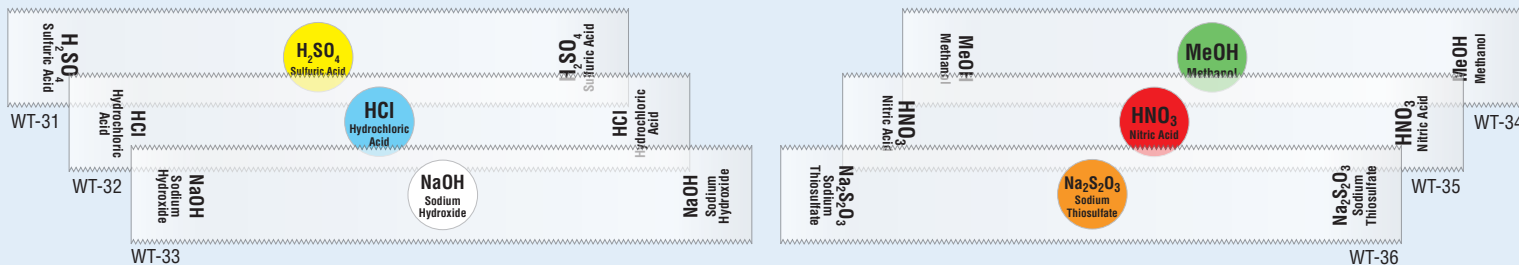 H₂SO₄
Sulfuric Acid
H₂SO₄
Sulfuric Acid
H₂SO₄
Sulfuric Acid
WT-31
HCl
Hydrochloric
Acid
HCl
Hydrochloric
Acid
HCl
Hydrochloric
Acid
WT-32
NaOH
Sodium
Hydroxide
NaOH
Sodium
Hydroxide
NaOH
Sodium
Hydroxide
WT-33
MeOH
Methanol
MeOH
Methanol
MeOH
Methanol
WT-34
HNO₃
Nitric Acid
HNO₃
Nitric Acid
HNO₃
Nitric Acid
WT-35
Na₂S₂O₃
Sodium
Thiosulfate
Na₂S₂O₃
Sodium
Thiosulfate
Na₂S₂O₃
Sodium
Thiosulfate
WT-36